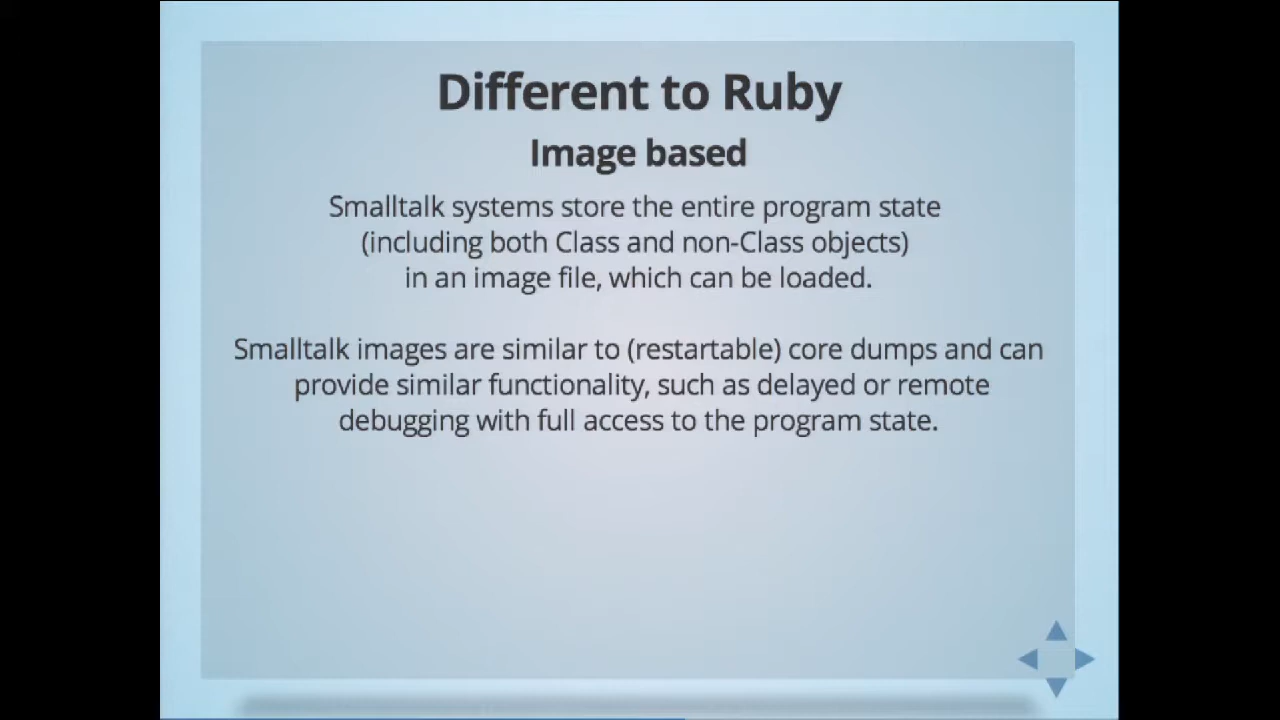 Different to Ruby
Image based
Smalltalk systems store the entire program state
(including both Class and non-Class objects)
in an image file, which can be loaded.
Smalltalk images are similar to (restartable) core dumps and can
provide similar functionality, such as delayed or remote
debugging with full access to the program state.